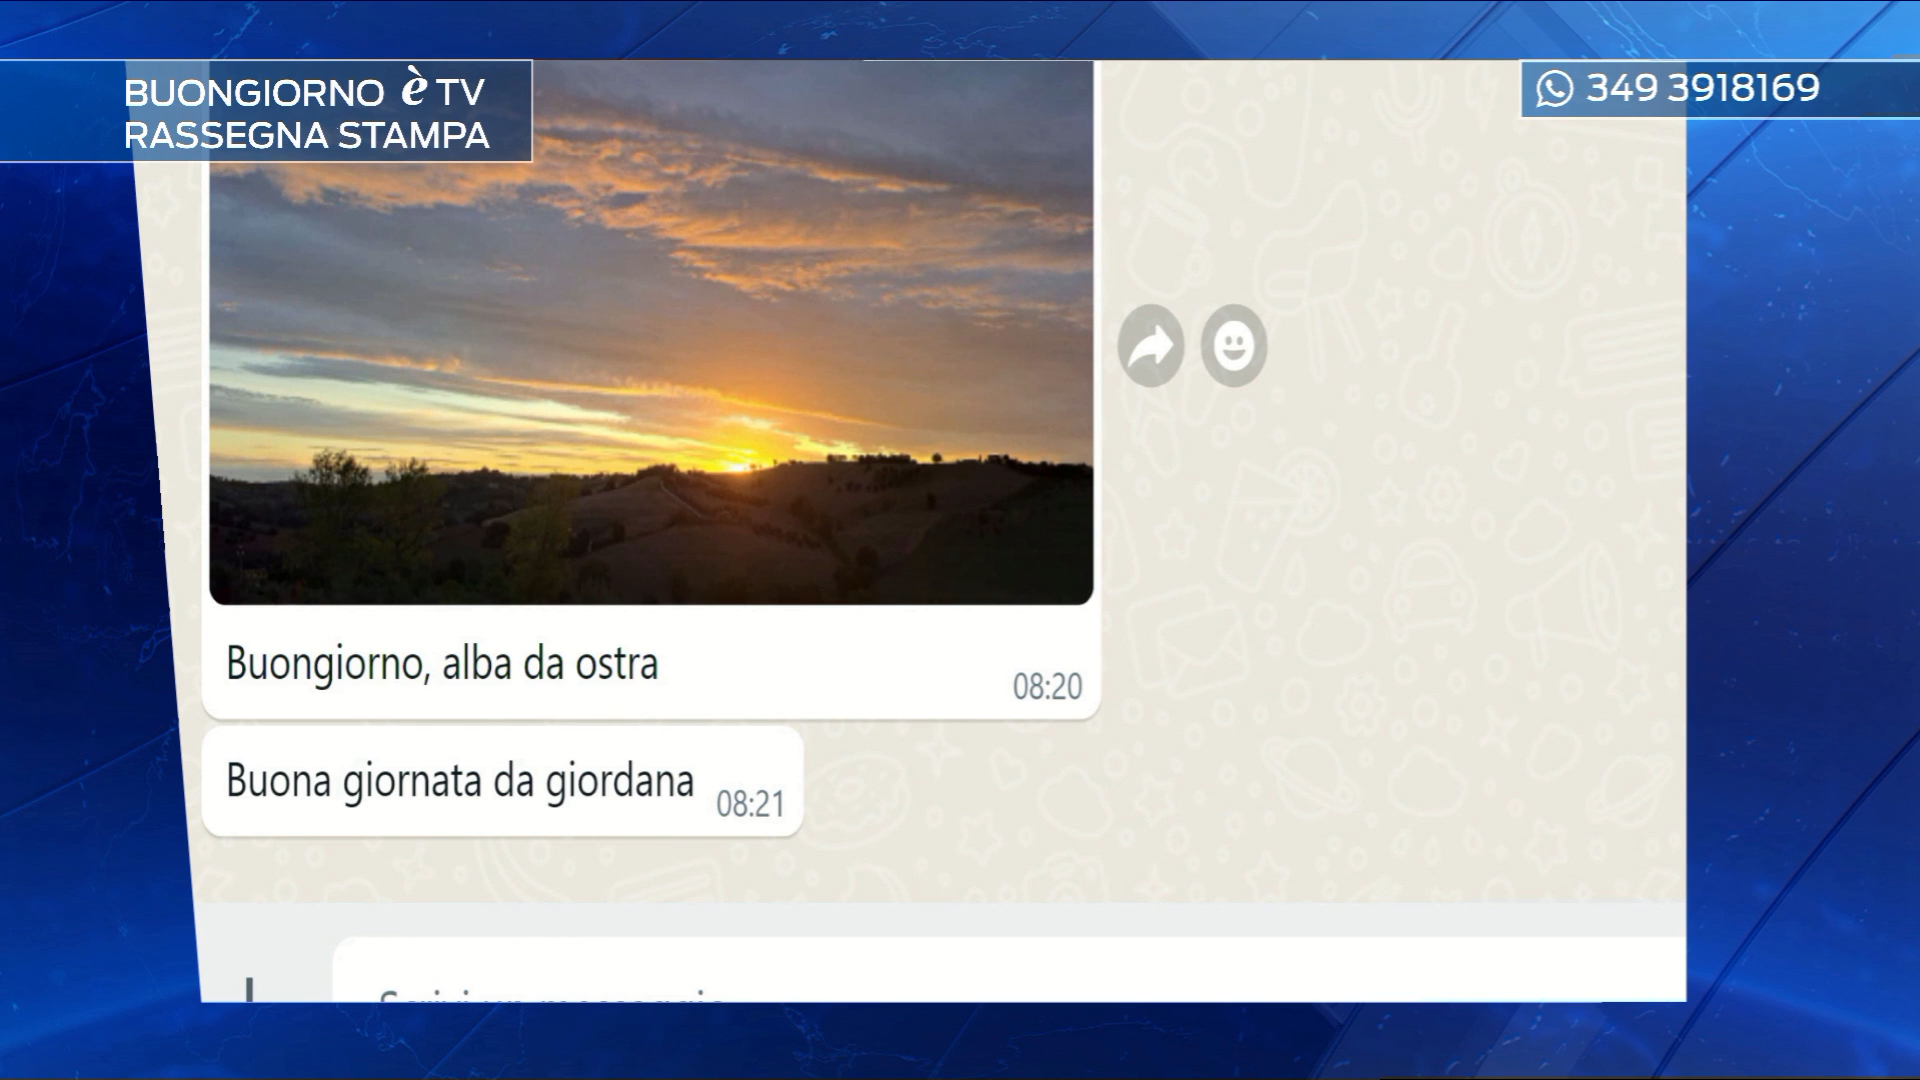 BUONGIORNO è TV
RASSEGNA STAMPA
349 3918169
Buongiorno, alba da ostra
08:20
Buona giornata da giordana
08:21